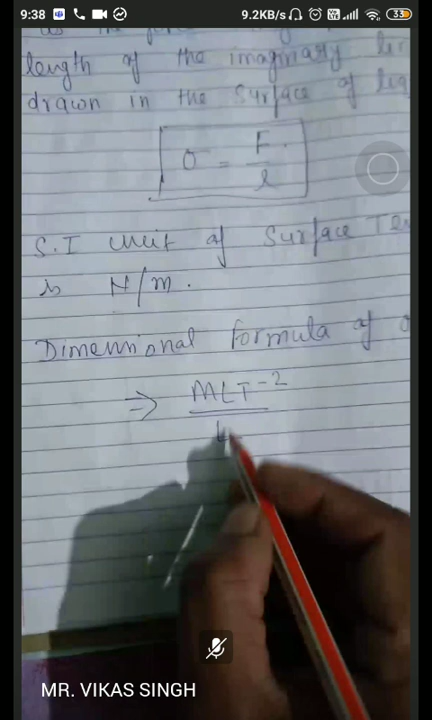 9:38 9.2KB/s 33
length of the imaginary
drawn in the Surface of
σ = F / l
S.I unit of Surface
is N/m.
Dimensional formula of
⇒ MLT⁻²
L
MR. VIKAS SINGH